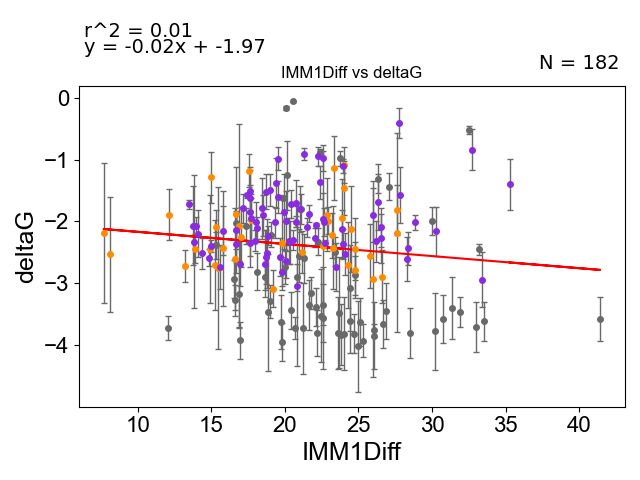 r^2 = 0.01
y = -0.02x + -1.97
N = 182
IMM1Diff vs deltaG
0
−1
−2
−3
−4
deltaG
10 15 20 25 30 35 40
IMM1Diff